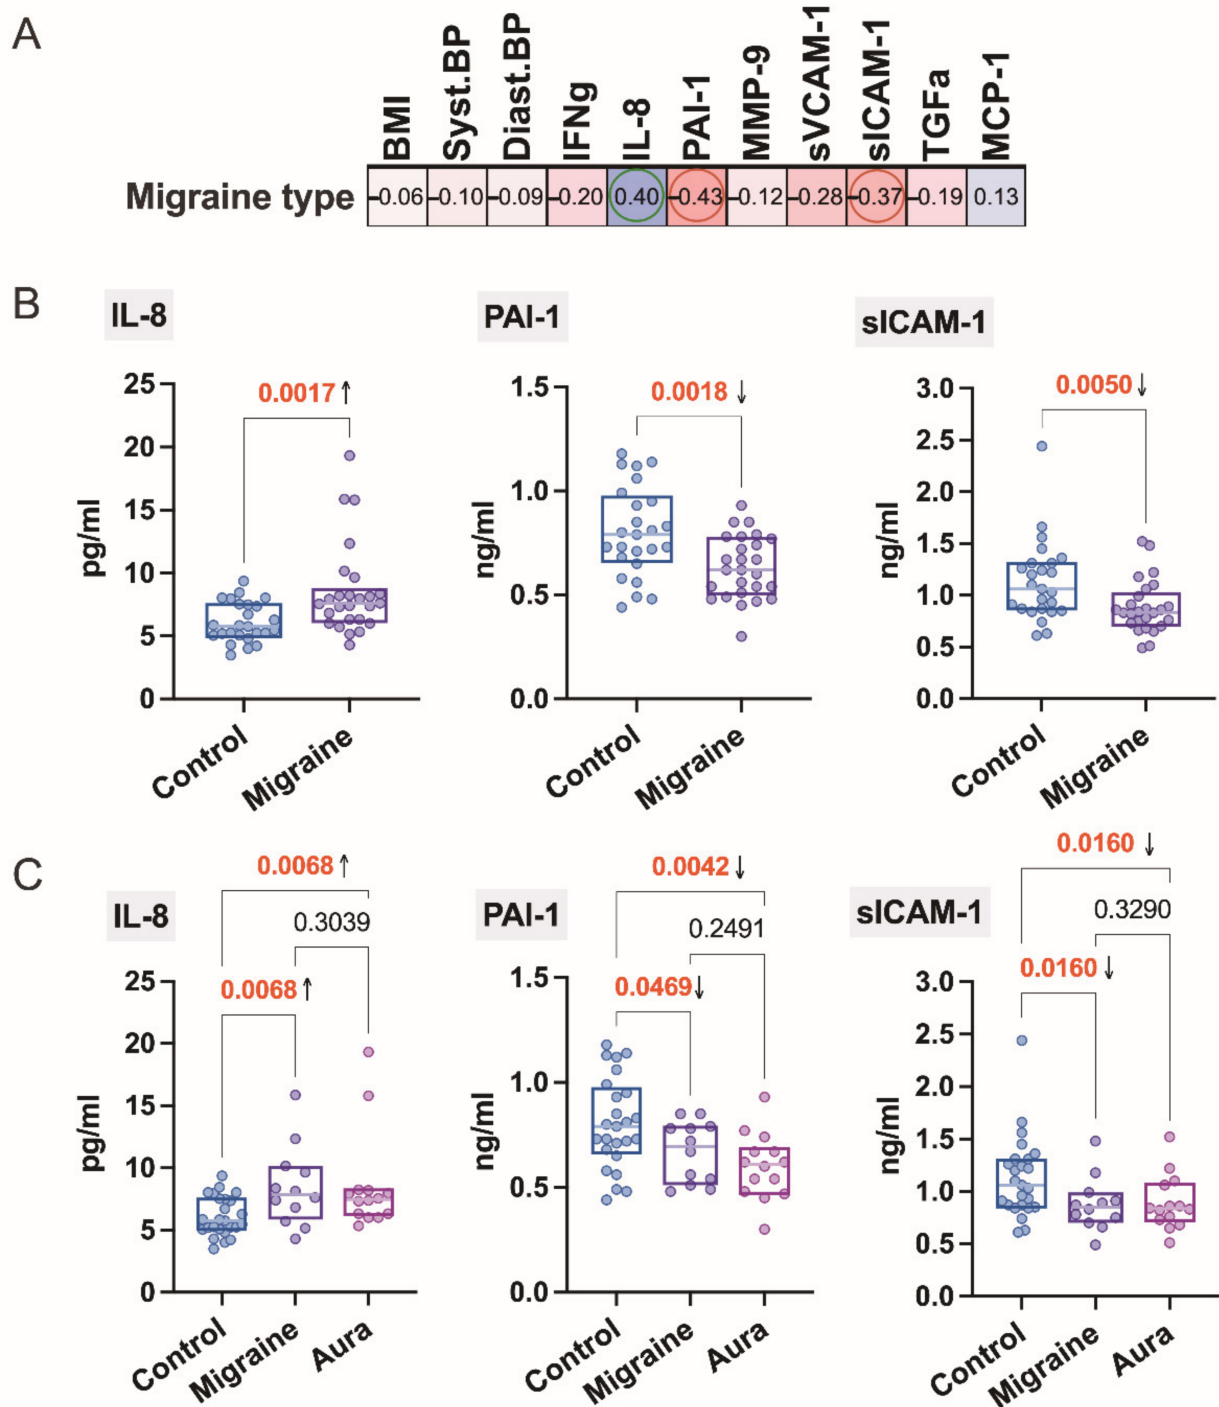 A
BMI Syst.BP Diast.BP IFNg IL-8 PAI-1 MMP-9 sVCAM-1 sICAM-1 TGFa MCP-1
Migraine type -0.06 -0.10 -0.09 -0.20 0.40 -0.43 -0.12 -0.28 -0.37 -0.19 0.13
B
IL-8 PAI-1 sICAM-1
0.0017 ↑ 0.0018 ↓ 0.0050 ↓
pg/ml
25
20
15
10
5
0
Control Migraine
ng/ml
1.5
1.0
0.5
0.0
Control Migraine
ng/ml
3.0
2.5
2.0
1.5
1.0
0.5
0.0
Control Migraine
C
IL-8
0.0068 ↑
0.3039
0.0068 ↑
pg/ml
25
20
15
10
5
0
Control Migraine Aura
PAI-1
0.0042 ↓
0.2491
0.0469 ↓
ng/ml
1.5
1.0
0.5
0.0
Control Migraine Aura
sICAM-1
0.0160 ↓
0.3290
0.0160 ↓
ng/ml
3.0
2.5
2.0
1.5
1.0
0.5
0.0
Control Migraine Aura